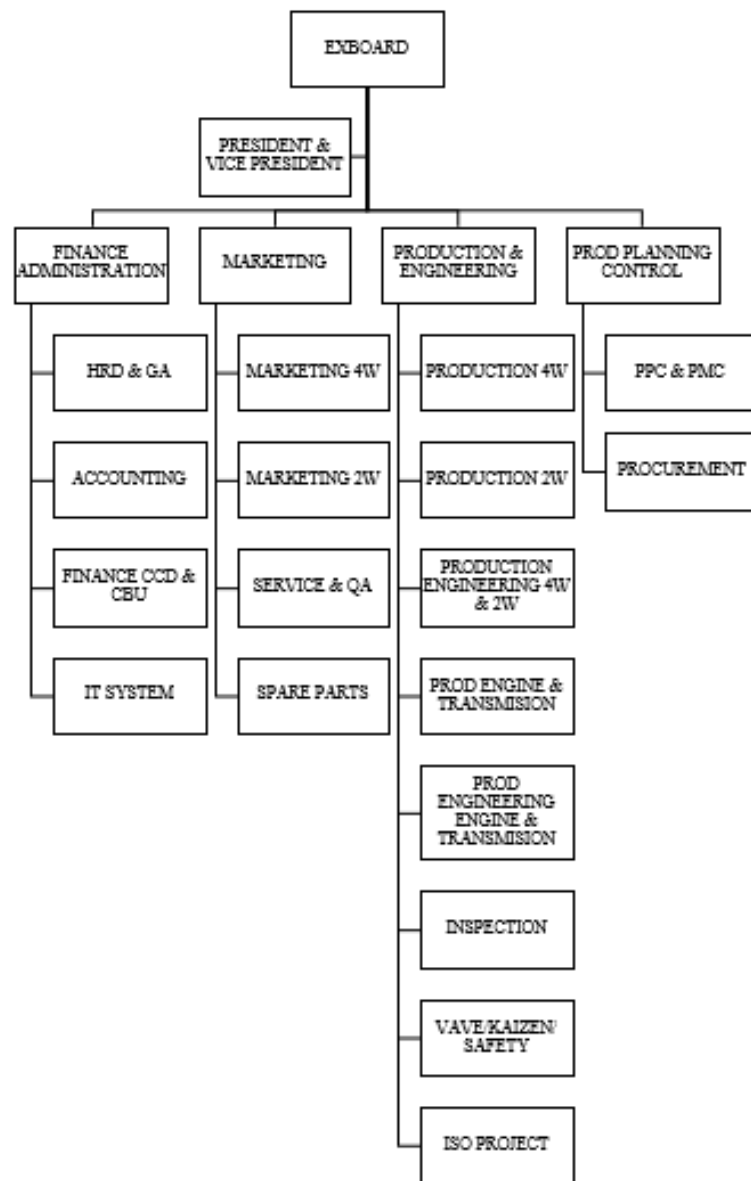 EXBOARD
PRESIDENT &
VICE PRESIDENT
FINANCE
ADMINISTRATION
MARKETING
PRODUCTION &
ENGINEERING
PROD PLANNING
CONTROL
HRD & GA
MARKETING 4W
PRODUCTION 4W
PPC & PMC
ACCOUNTING
MARKETING 2W
PRODUCTION 2W
PROCUREMENT
FINANCE CCD &
CBU
SERVICE & QA
PRODUCTION
ENGINEERING 4W
& 2W
IT SYSTEM
SPARE PARTS
PROD ENGINE &
TRANSMISION
PROD
ENGINEERING
ENGINE &
TRANSMISION
INSPECTION
VAVE/KAIZEN/
SAFETY
ISO PROJECT